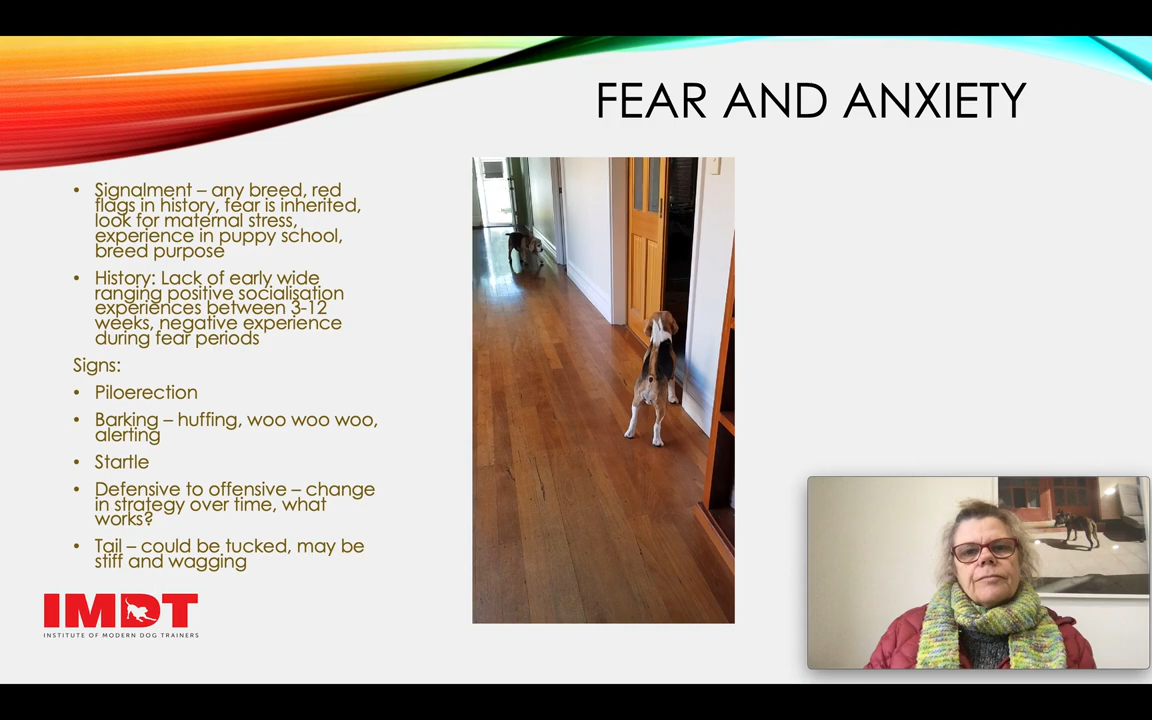 FEAR AND ANXIETY
• Signalment – any breed, red
flags in history, fear is inherited,
look for maternal stress,
experience in puppy school,
breed purpose
• History: Lack of early wide
ranging positive socialisation
experiences between 3-12
weeks, negative experience
during fear periods
Signs:
• Piloerection
• Barking – huffing, woo woo woo,
alerting
• Startle
• Defensive to offensive – change
in strategy over time, what
works?
• Tail – could be tucked, may be
stiff and wagging
IMDT
INSTITUTE OF MODERN DOG TRAINERS